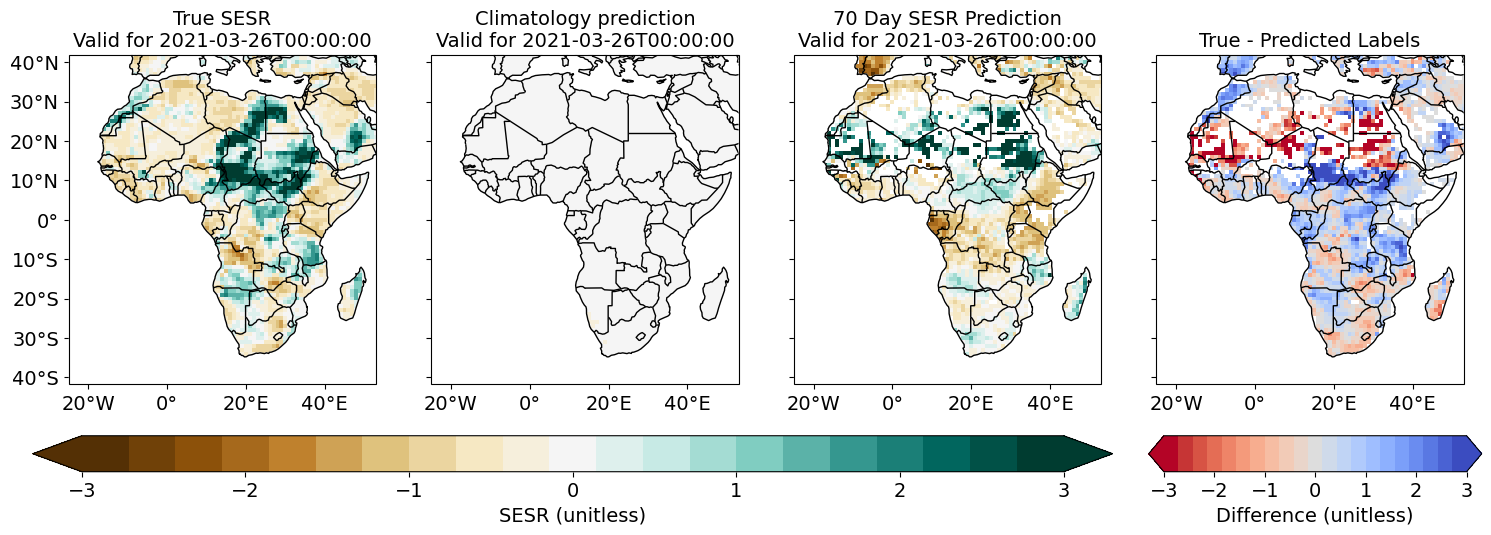 True SESR
Valid for 2021-03-26T00:00:00
Climatology prediction
Valid for 2021-03-26T00:00:00
70 Day SESR Prediction
Valid for 2021-03-26T00:00:00
True - Predicted Labels
40°N
30°N
20°N
10°N
0°
10°S
20°S
30°S
40°S
20°W 0° 20°E 40°E
20°W 0° 20°E 40°E
20°W 0° 20°E 40°E
20°W 0° 20°E 40°E
−3 −2 −1 0 1 2 3
SESR (unitless)
−3 −2 −1 0 1 2 3
Difference (unitless)